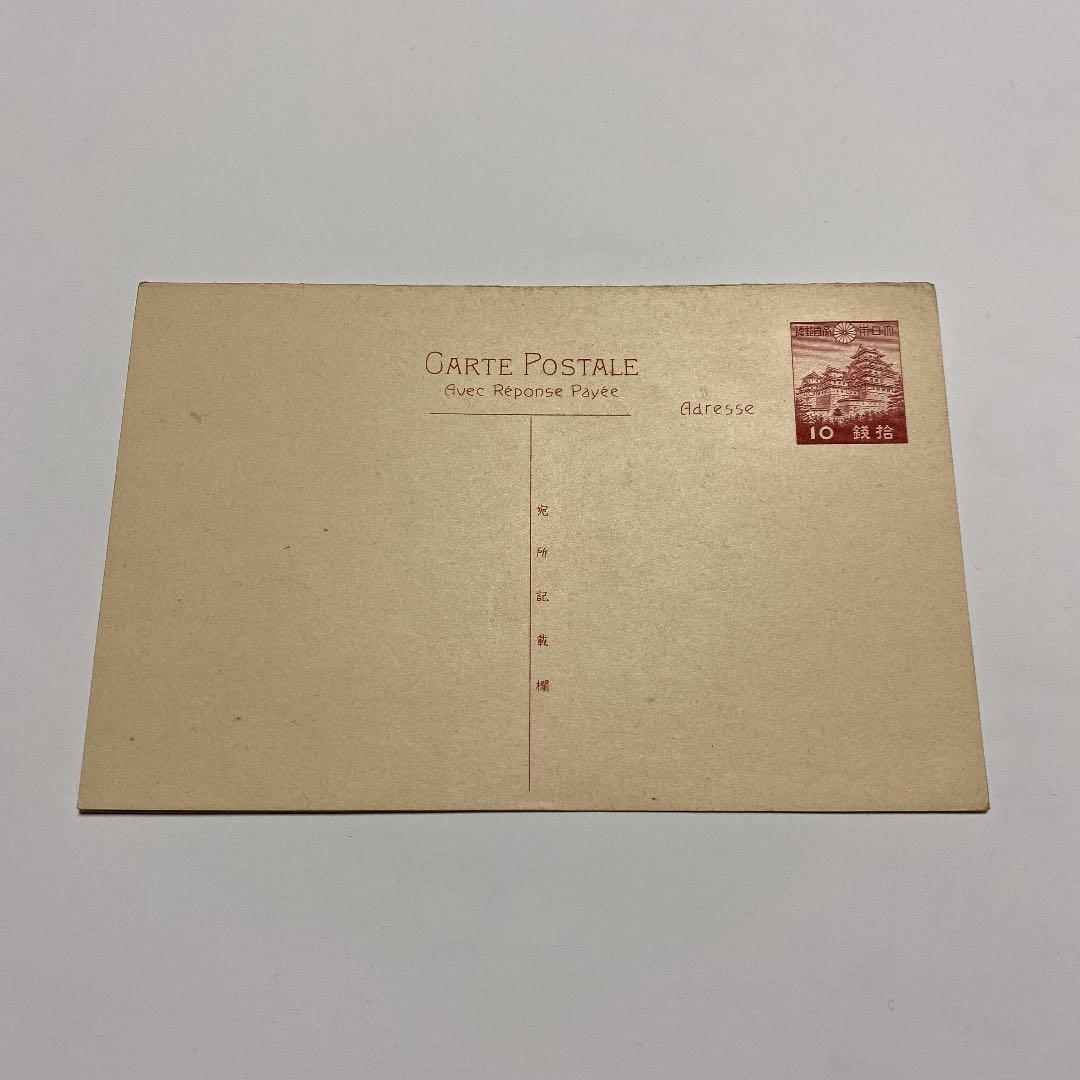 CARTE POSTALE
Avec Réponse Payée
Adresse
大日本帝國郵便
10 拾錢
宛所記載欄